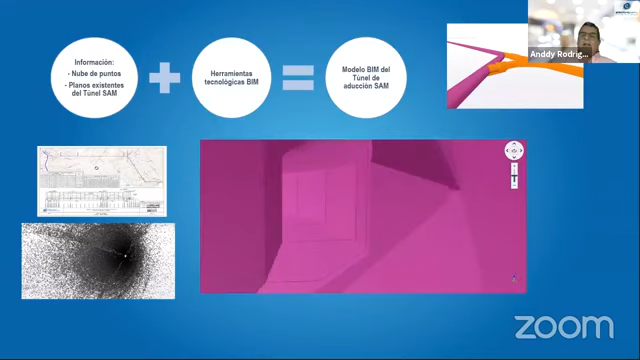 Información:
- Nube de puntos
- Planos existentes
del Túnel SAM
Herramientas
tecnológicas BIM
Modelo BIM del
Túnel de
aducción SAM
Anddy Rodrig...
zoom